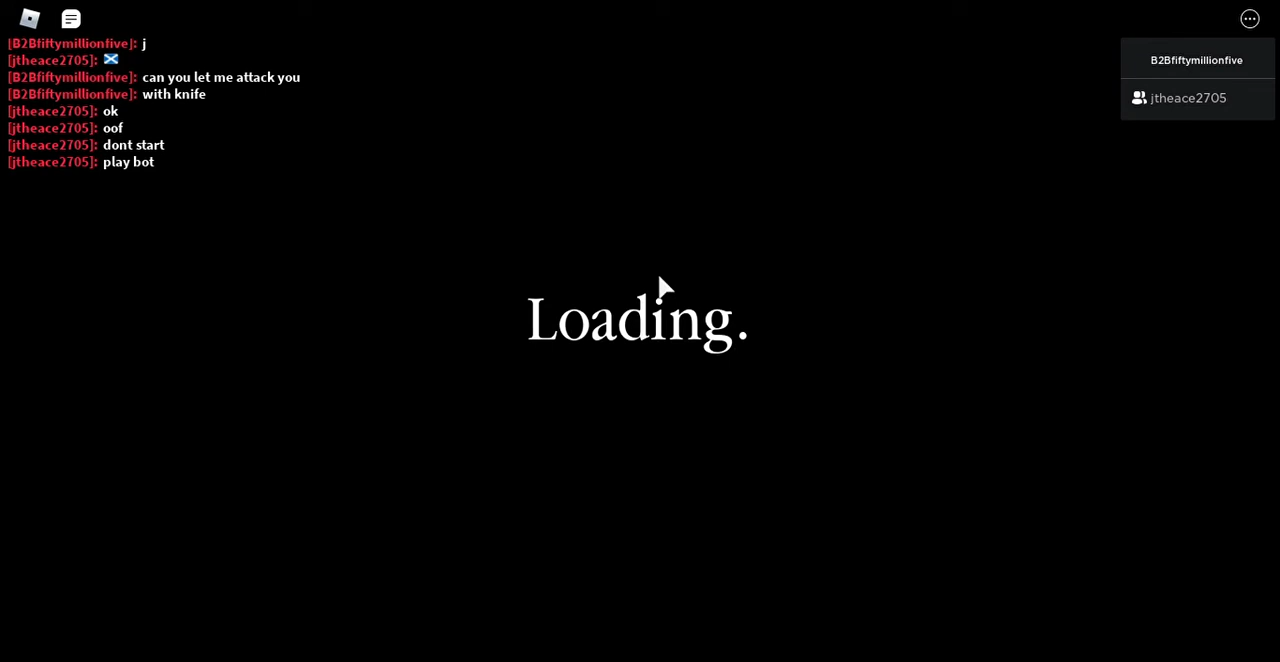 [B2Bfiftymillionfive]: j
[jtheace2705]: 🏴󠁧󠁢󠁳󠁣󠁴󠁿
[B2Bfiftymillionfive]: can you let me attack you
[B2Bfiftymillionfive]: with knife
[jtheace2705]: ok
[jtheace2705]: oof
[jtheace2705]: dont start
[jtheace2705]: play bot
B2Bfiftymillionfive
jtheace2705
Loading.